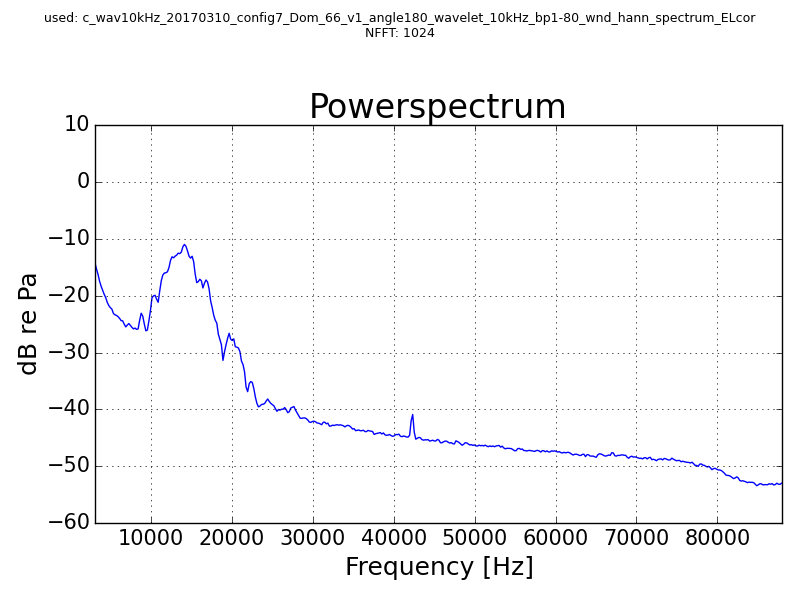 used: c_wav10kHz_20170310_config7_Dom_66_v1_angle180_wavelet_10kHz_bp1-80_wnd_hann_spectrum_ELcor
NFFT: 1024
Powerspectrum
10
0
−10
−20
−30
−40
−50
−60
dB re Pa
10000 20000 30000 40000 50000 60000 70000 80000
Frequency [Hz]